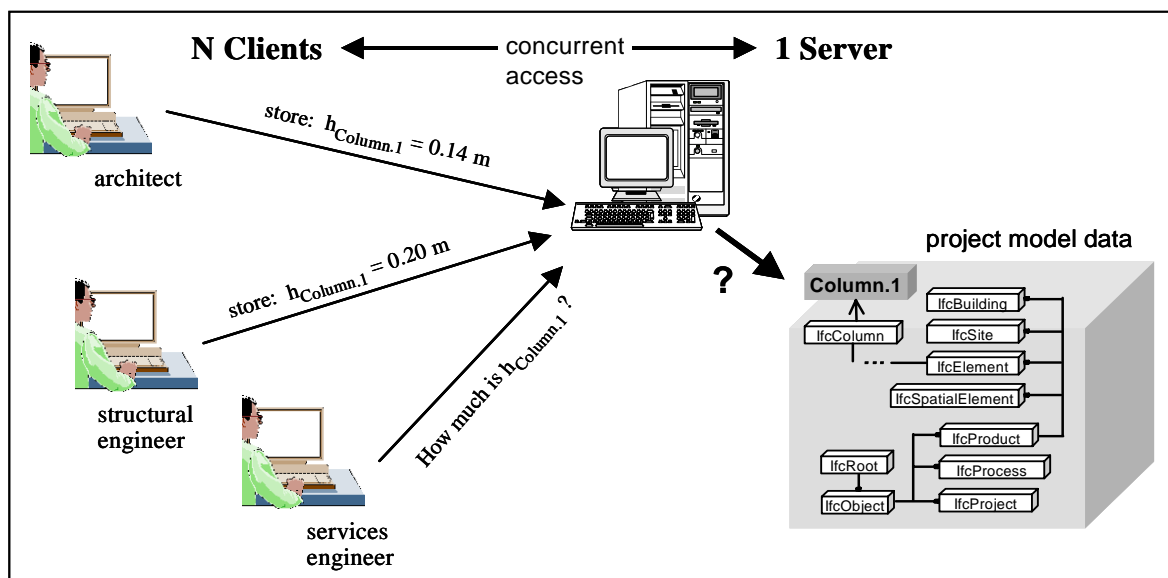 N Clients
concurrent
access
1 Server
store: hColumn.1 = 0.14 m
architect
store: hColumn.1 = 0.20 m
structural
engineer
How much is hColumn.1 ?
services
engineer
?
project model data
Column.1
IfcBuilding
IfcColumn
IfcSite
IfcElement
IfcSpatialElement
IfcProduct
IfcRoot
IfcProcess
IfcObject
IfcProject